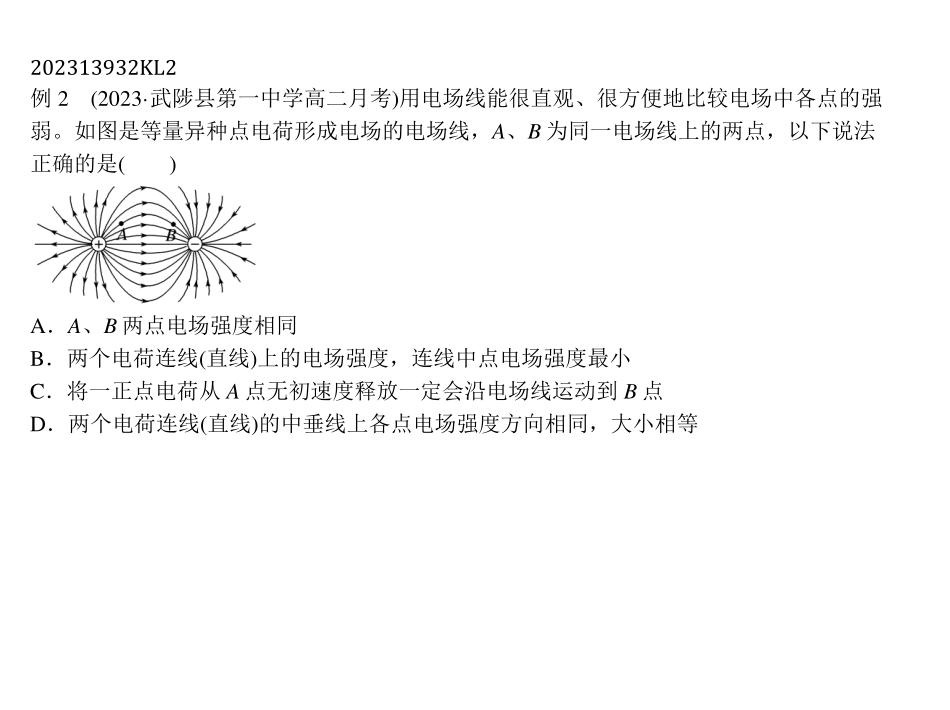 202313932KL2
例 2　(2023·武陟县第一中学高二月考)用电场线能很直观、很方便地比较电场中各点的强
弱。如图是等量异种点电荷形成电场的电场线，A、B 为同一电场线上的两点，以下说法
正确的是(　　)
+ A B −
A．A、B 两点电场强度相同
B．两个电荷连线(直线)上的电场强度，连线中点电场强度最小
C．将一正点电荷从 A 点无初速度释放一定会沿电场线运动到 B 点
D．两个电荷连线(直线)的中垂线上各点电场强度方向相同，大小相等